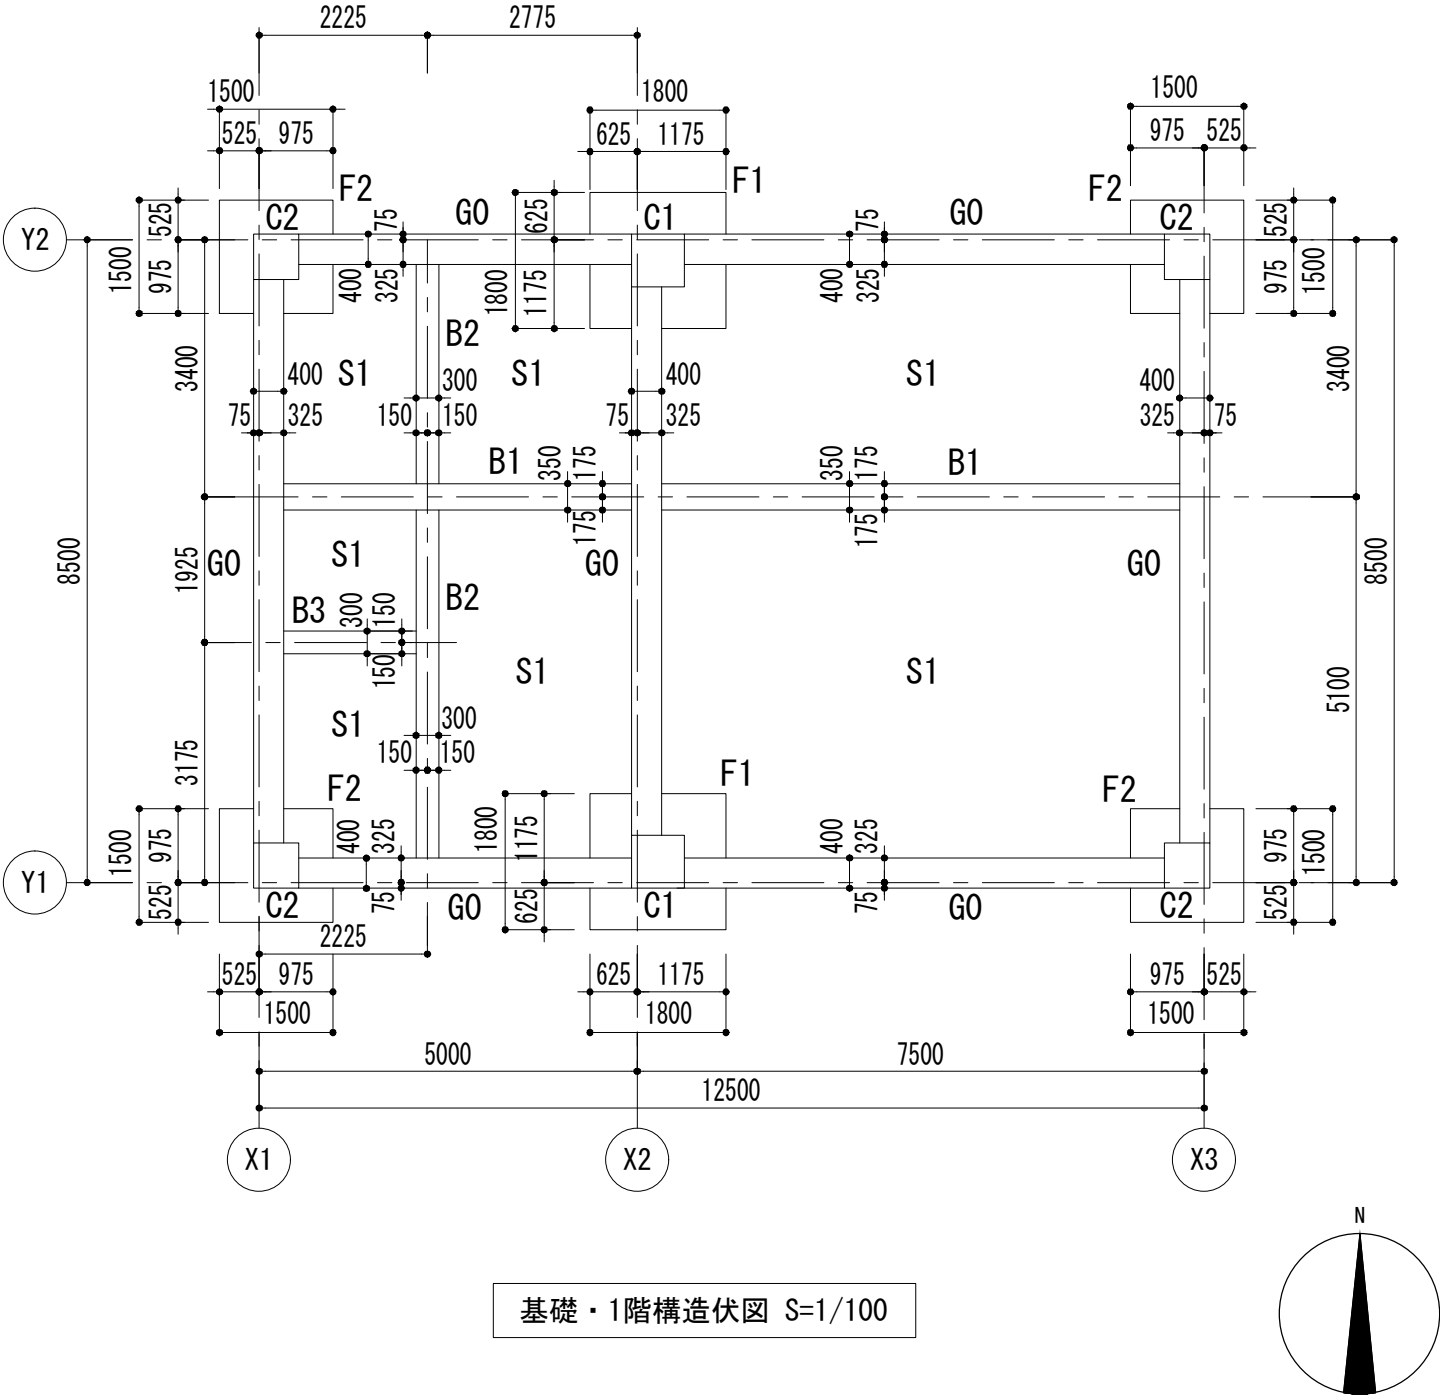 2225 2775
1500 1800 1500
525 975 625 1175 975 525
F2 F1 F2
C2 G0 C1 G0 C2
Y2
525 975 1500
75 325 400
625 1175 1800
75 325 400
525 975 1500
B2
3400 S1 S1 S1 3400
400 300 400 400
75 325 150 150 75 325 325 75
B1 350 175 175
B1 350 175 175
8500 1925 G0 S1 G0 G0 8500
B3 300 150 150 B2
S1 S1
S1 300 5100
3175 150 150
F2 F1 F2
1500 975 525
400 325 75
1800 1175 625
400 325 75
975 525 1500
Y1
C2 G0 C1 G0 C2
2225
525 975 625 1175 975 525
1500 1800 1500
5000 7500
12500
X1 X2 X3
N
基礎・1階構造伏図 S=1/100